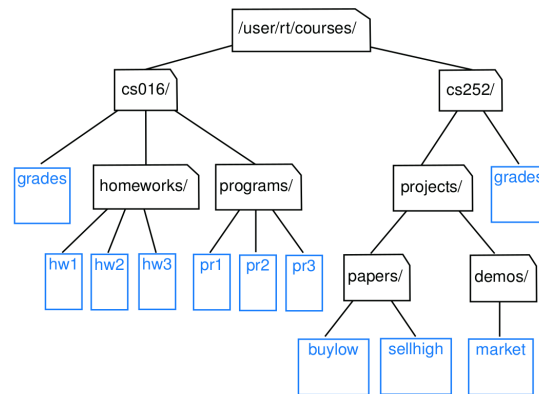 /user/rt/courses/
cs016/
cs252/
grades
homeworks/
programs/
projects/
grades
hw1
hw2
hw3
pr1
pr2
pr3
papers/
demos/
buylow
sellhigh
market